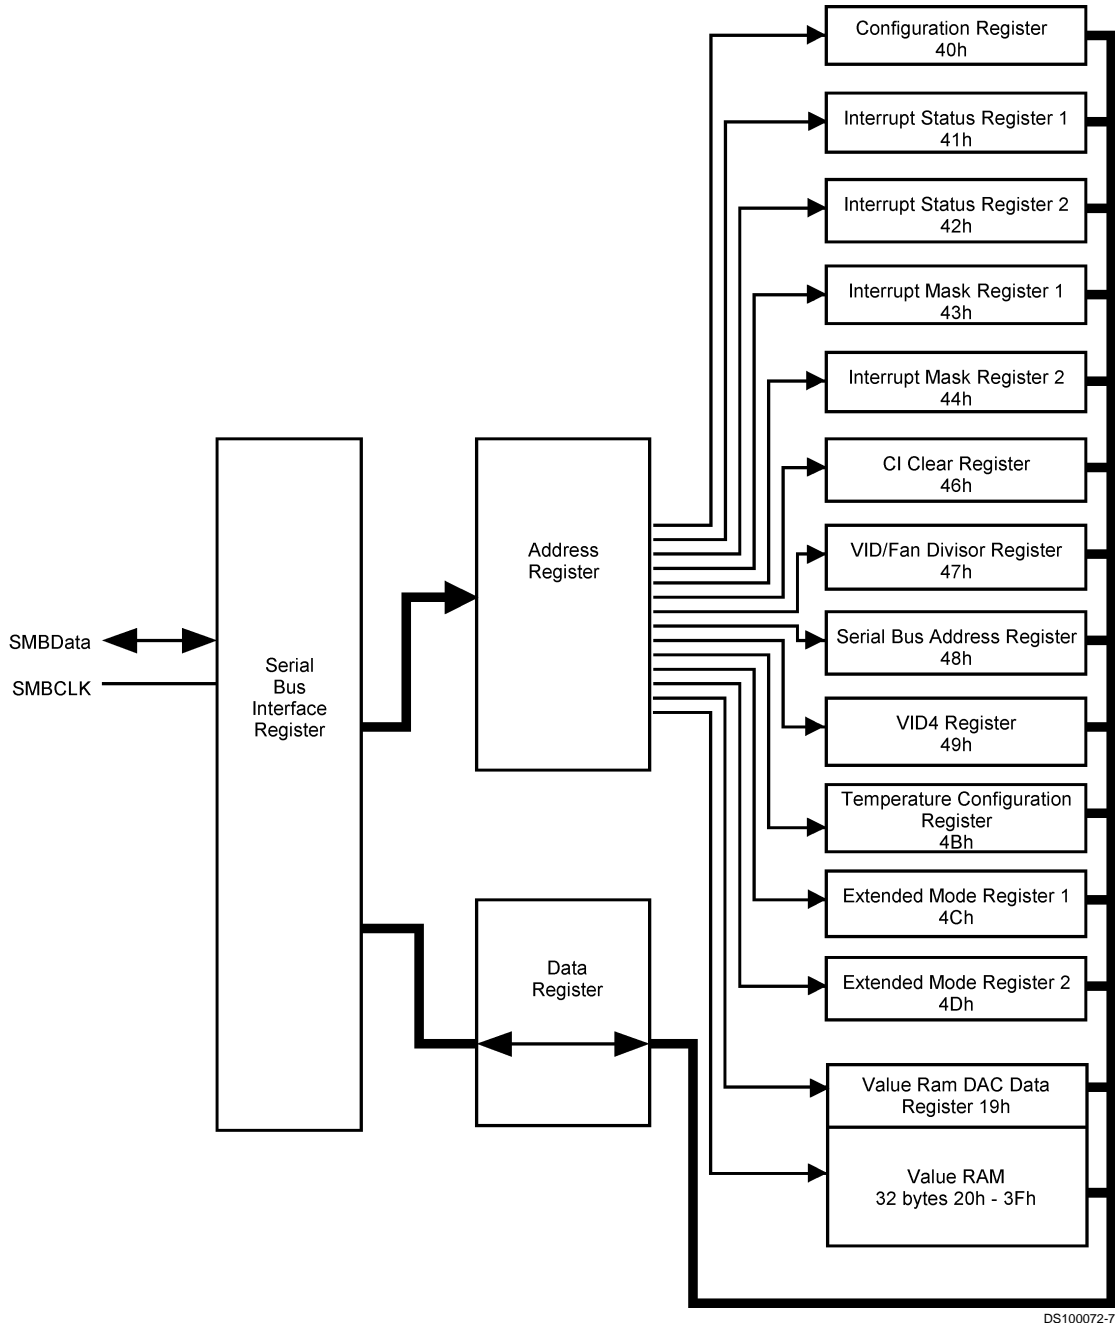 Configuration Register
40h
Interrupt Status Register 1
41h
Interrupt Status Register 2
42h
Interrupt Mask Register 1
43h
Interrupt Mask Register 2
44h
CI Clear Register
46h
VID/Fan Divisor Register
47h
Serial Bus Address Register
48h
VID4 Register
49h
Temperature Configuration
Register
4Bh
Extended Mode Register 1
4Ch
Extended Mode Register 2
4Dh
Value Ram DAC Data
Register 19h
Value RAM
32 bytes 20h - 3Fh
Address
Register
SMBData
SMBCLK
Serial
Bus
Interface
Register
Data
Register
DS100072-7